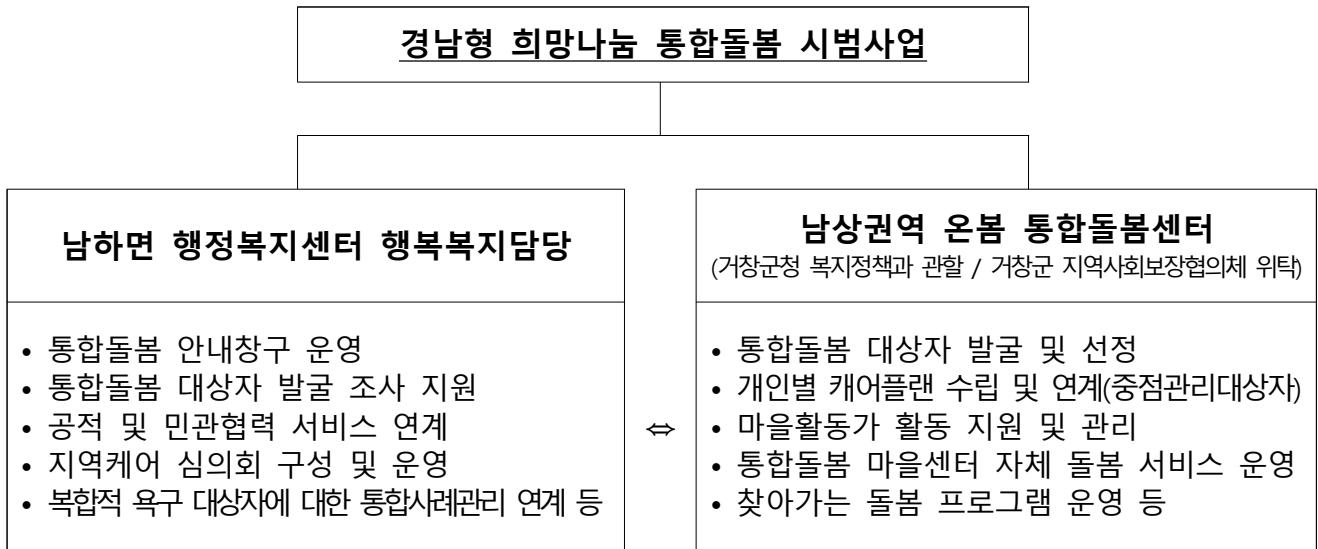 경남형 희망나눔 통합돌봄 시범사업
남하면 행정복지센터 행복복지담당
• 통합돌봄 안내창구 운영
• 통합돌봄 대상자 발굴 조사 지원
• 공적 및 민관협력 서비스 연계
• 지역케어 심의회 구성 및 운영
• 복합적 욕구 대상자에 대한 통합사례관리 연계 등
⇔
남상권역 온봄 통합돌봄센터
(거창군청 복지정책과 관할 / 거창군 지역사회보장협의체 위탁)
• 통합돌봄 대상자 발굴 및 선정
• 개인별 캐어플랜 수립 및 연계(중점관리대상자)
• 마을활동가 활동 지원 및 관리
• 통합돌봄 마을센터 자체 돌봄 서비스 운영
• 찾아가는 돌봄 프로그램 운영 등